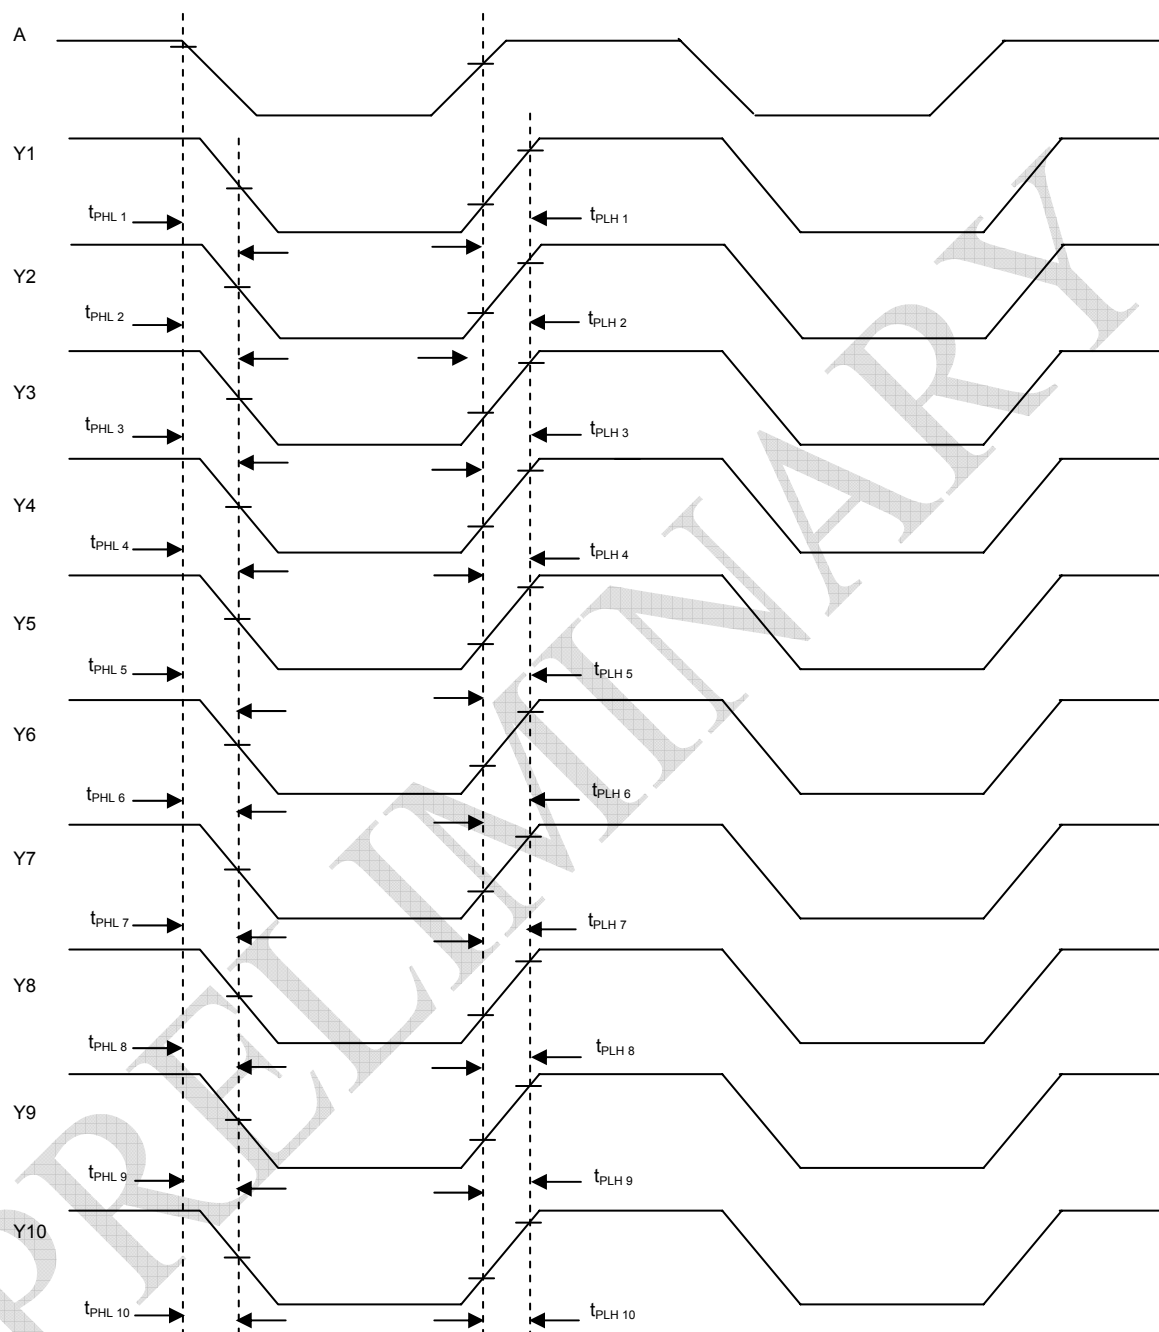 A
Y1
tPHL 1
tPLH 1
Y2
tPHL 2
tPLH 2
Y3
tPHL 3
tPLH 3
Y4
tPHL 4
tPLH 4
Y5
tPHL 5
tPLH 5
Y6
tPHL 6
tPLH 6
Y7
tPHL 7
tPLH 7
Y8
tPHL 8
tPLH 8
Y9
tPHL 9
tPLH 9
Y10
tPHL 10
tPLH 10
PRELIMINARY